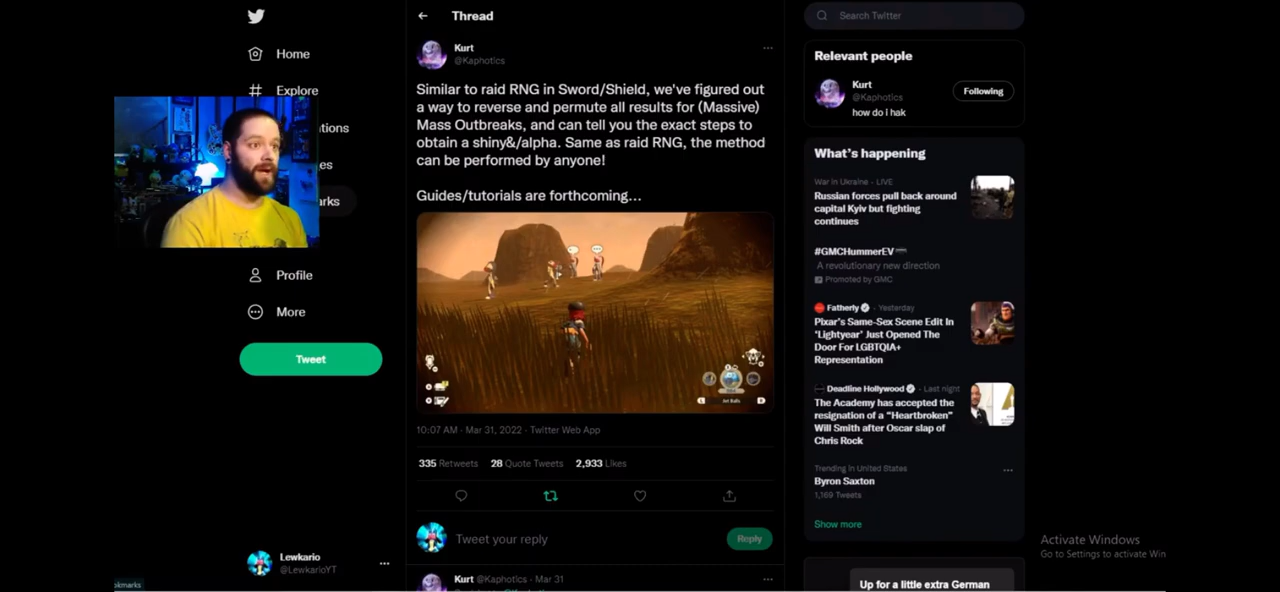 Home
Explore
tions
es
rks
Profile
More
Tweet
Lewkario
@LewkarioYT
okmarks
Thread
Kurt
@Kaphotics
Similar to raid RNG in Sword/Shield, we've figured out
a way to reverse and permute all results for (Massive)
Mass Outbreaks, and can tell you the exact steps to
obtain a shiny&/alpha. Same as raid RNG, the method
can be performed by anyone!
Guides/tutorials are forthcoming...
10:07 AM · Mar 31, 2022 · Twitter Web App
335 Retweets 28 Quote Tweets 2,933 Likes
Tweet your reply
Reply
Kurt @Kaphotics · Mar 31
Search Twitter
Relevant people
Kurt
@Kaphotics
Following
how do i hak
What's happening
War in Ukraine · LIVE
Russian forces pull back around
capital Kyiv but fighting
continues
#GMCHummerEV
A revolutionary new direction
Promoted by GMC
Fatherly · Yesterday
Pixar's Same-Sex Scene Edit In
'Lightyear' Just Opened The
Door For LGBTQIA+
Representation
Deadline Hollywood · Last night
The Academy has accepted the
resignation of a "Heartbroken"
Will Smith after Oscar slap of
Chris Rock
Trending in United States
Byron Saxton
1,169 Tweets
Show more
Up for a little extra German
Activate Windows
Go to Settings to activate Win